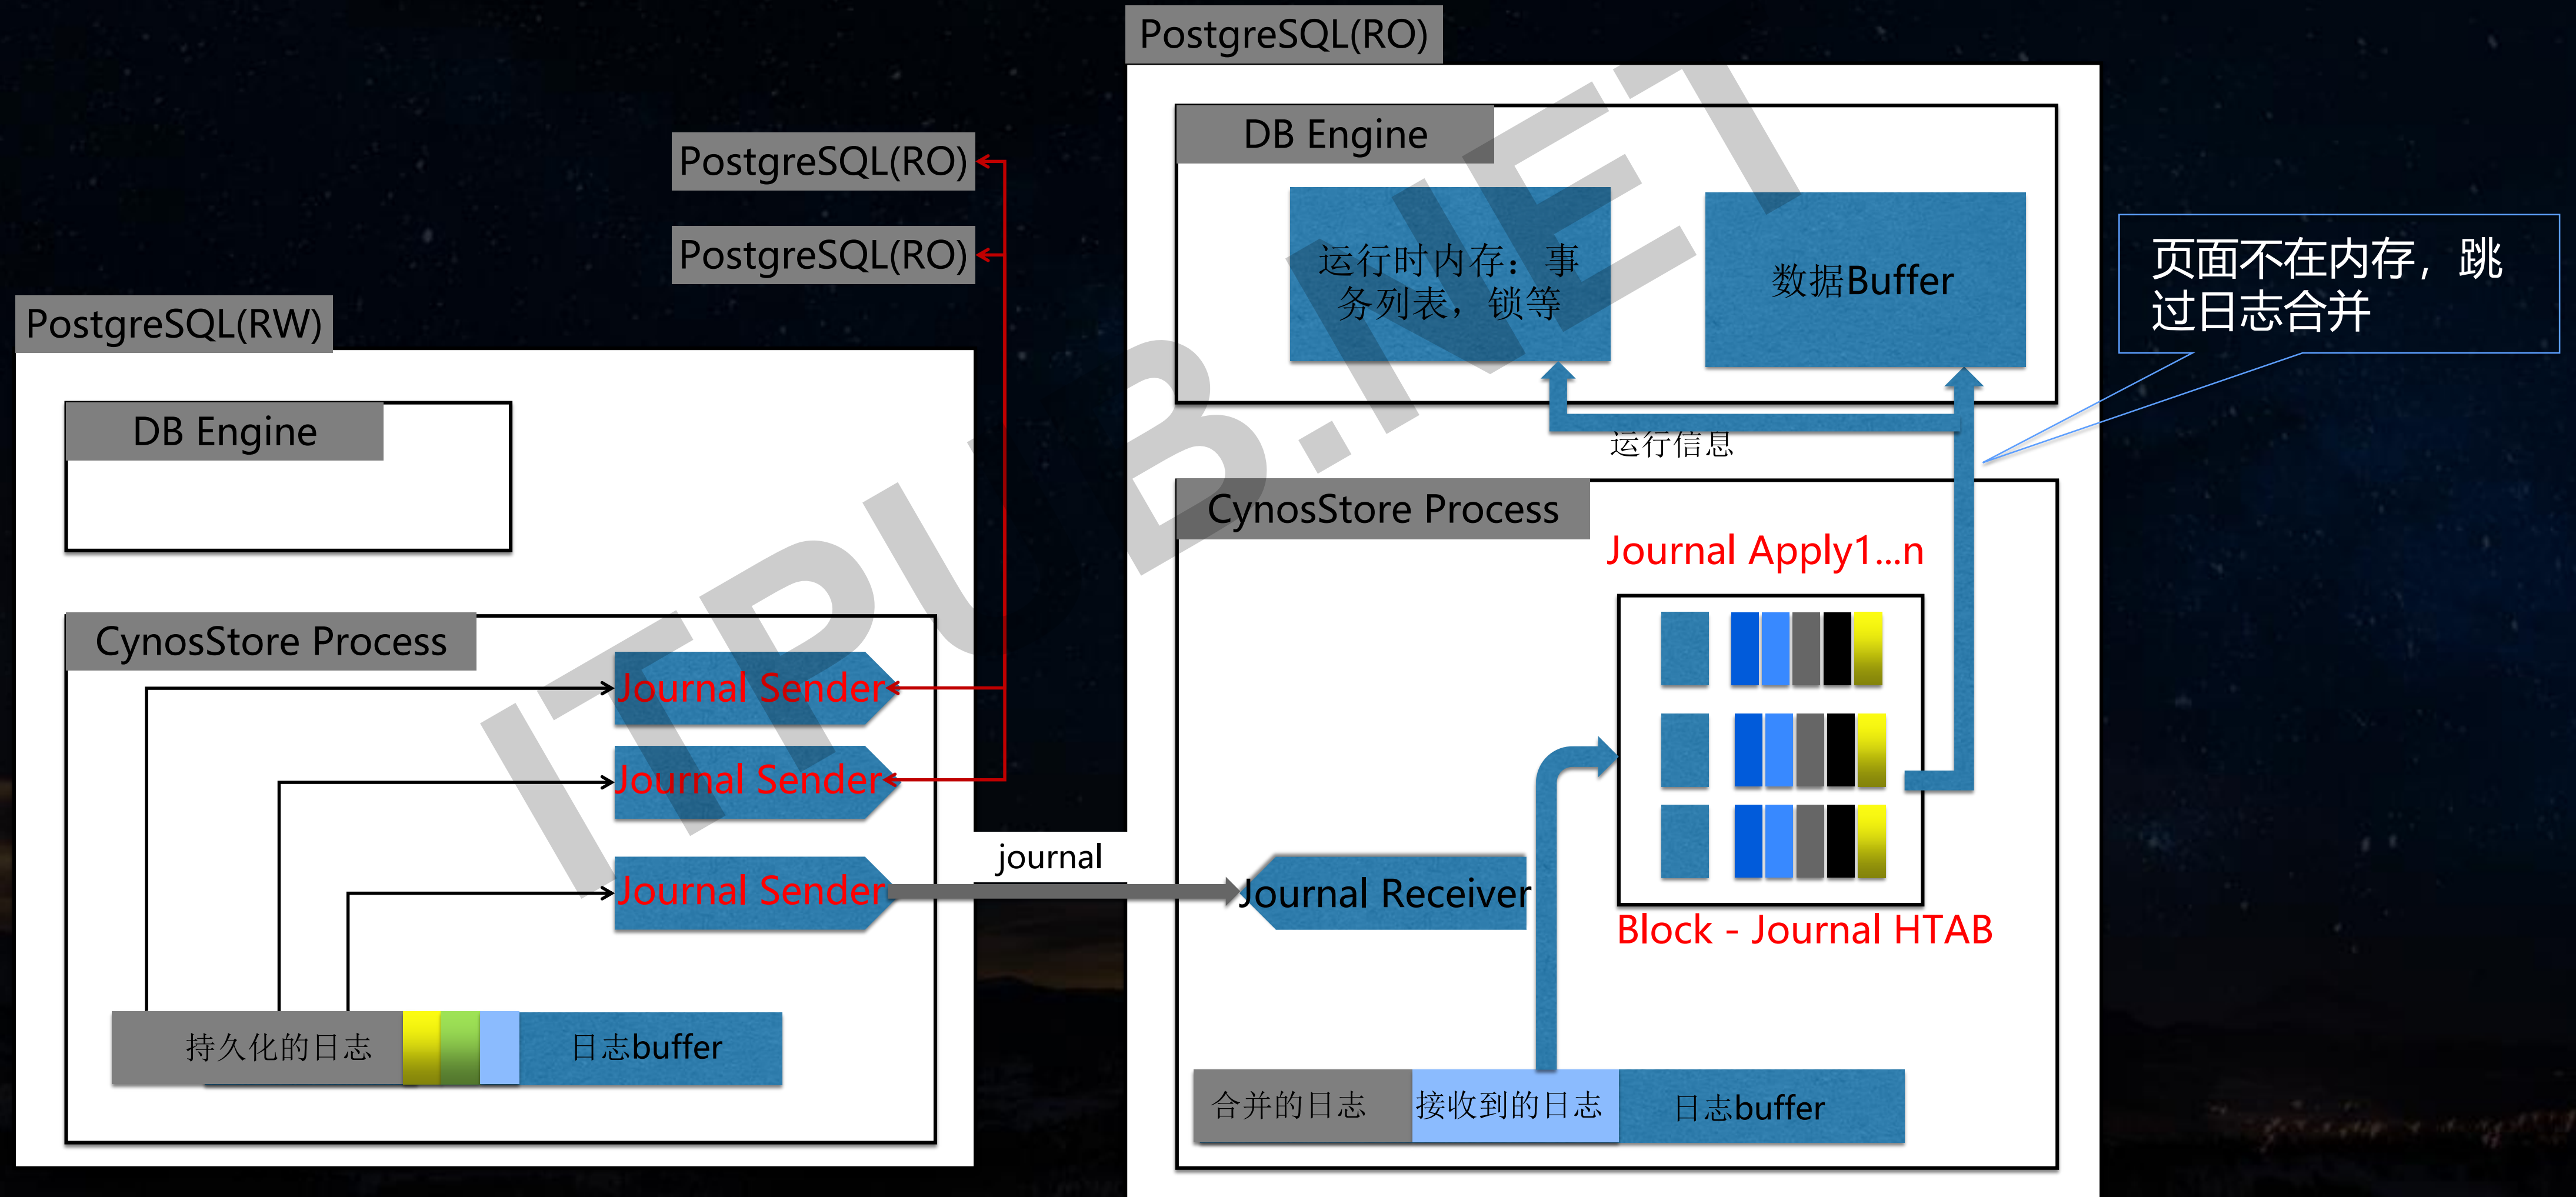 PostgreSQL(RO)
DB Engine
PostgreSQL(RO)
PostgreSQL(RO)
运行时内存：事
务列表，锁等
数据Buffer
页面不在内存，跳
过日志合并
PostgreSQL(RW)
DB Engine
运行信息
CynosStore Process
Journal Apply1...n
CynosStore Process
Journal Sender
Journal Sender
journal
Journal Sender
Journal Receiver
Block - Journal HTAB
持久化的日志
日志buffer
合并的日志
接收到的日志
日志buffer
ITPUB.NET